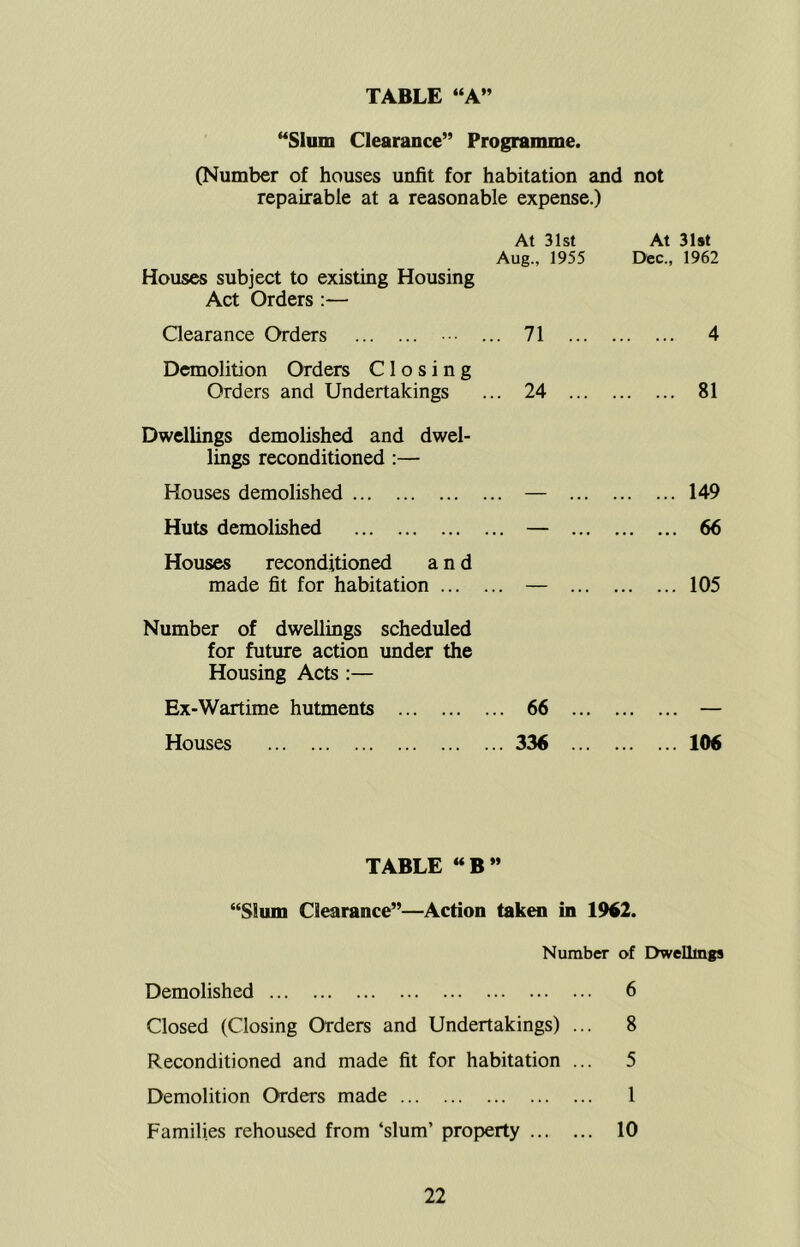 TABLE “A”
“Slum Clearance” Programme.
(Number of houses unfit for habitation and not
repairable at a reasonable expense.)
At 31st At 31st
Aug., 1955 Dec., 1962
Houses subject to existing Housing
Act Orders :—
Clearance Orders ... ... ... ... 71 ... ... ... 4
Demolition Orders Closing
Orders and Undertakings ... 24 ... ... ... 81
Dwellings demolished and dwel-
lings reconditioned :—
Houses demolished ... ... ... ... — ... ... ... 149
Huts demolished ... ... ... ... — ... ... ... 66
Houses reconditioned and
made fit for habitation ... ... — ... ... ... 105
Number of dwellings scheduled
for future action under the
Housing Acts :—
Ex-Wartime hutments ... ... ... 66 ... ... ... —
Houses ... ... ... ... ... ... 336 ... ... ... 106
TABLE “B”
“Slum Clearance”—Action taken in 1962.
Number of Dwellings
Demolished ... ... ... ... ... ... ... ... 6
Closed (Closing Orders and Undertakings) ... 8
Reconditioned and made fit for habitation ... 5
Demolition Orders made ... ... ... ... ... 1
Families rehoused from ‘slum’ property ... ... 10
22